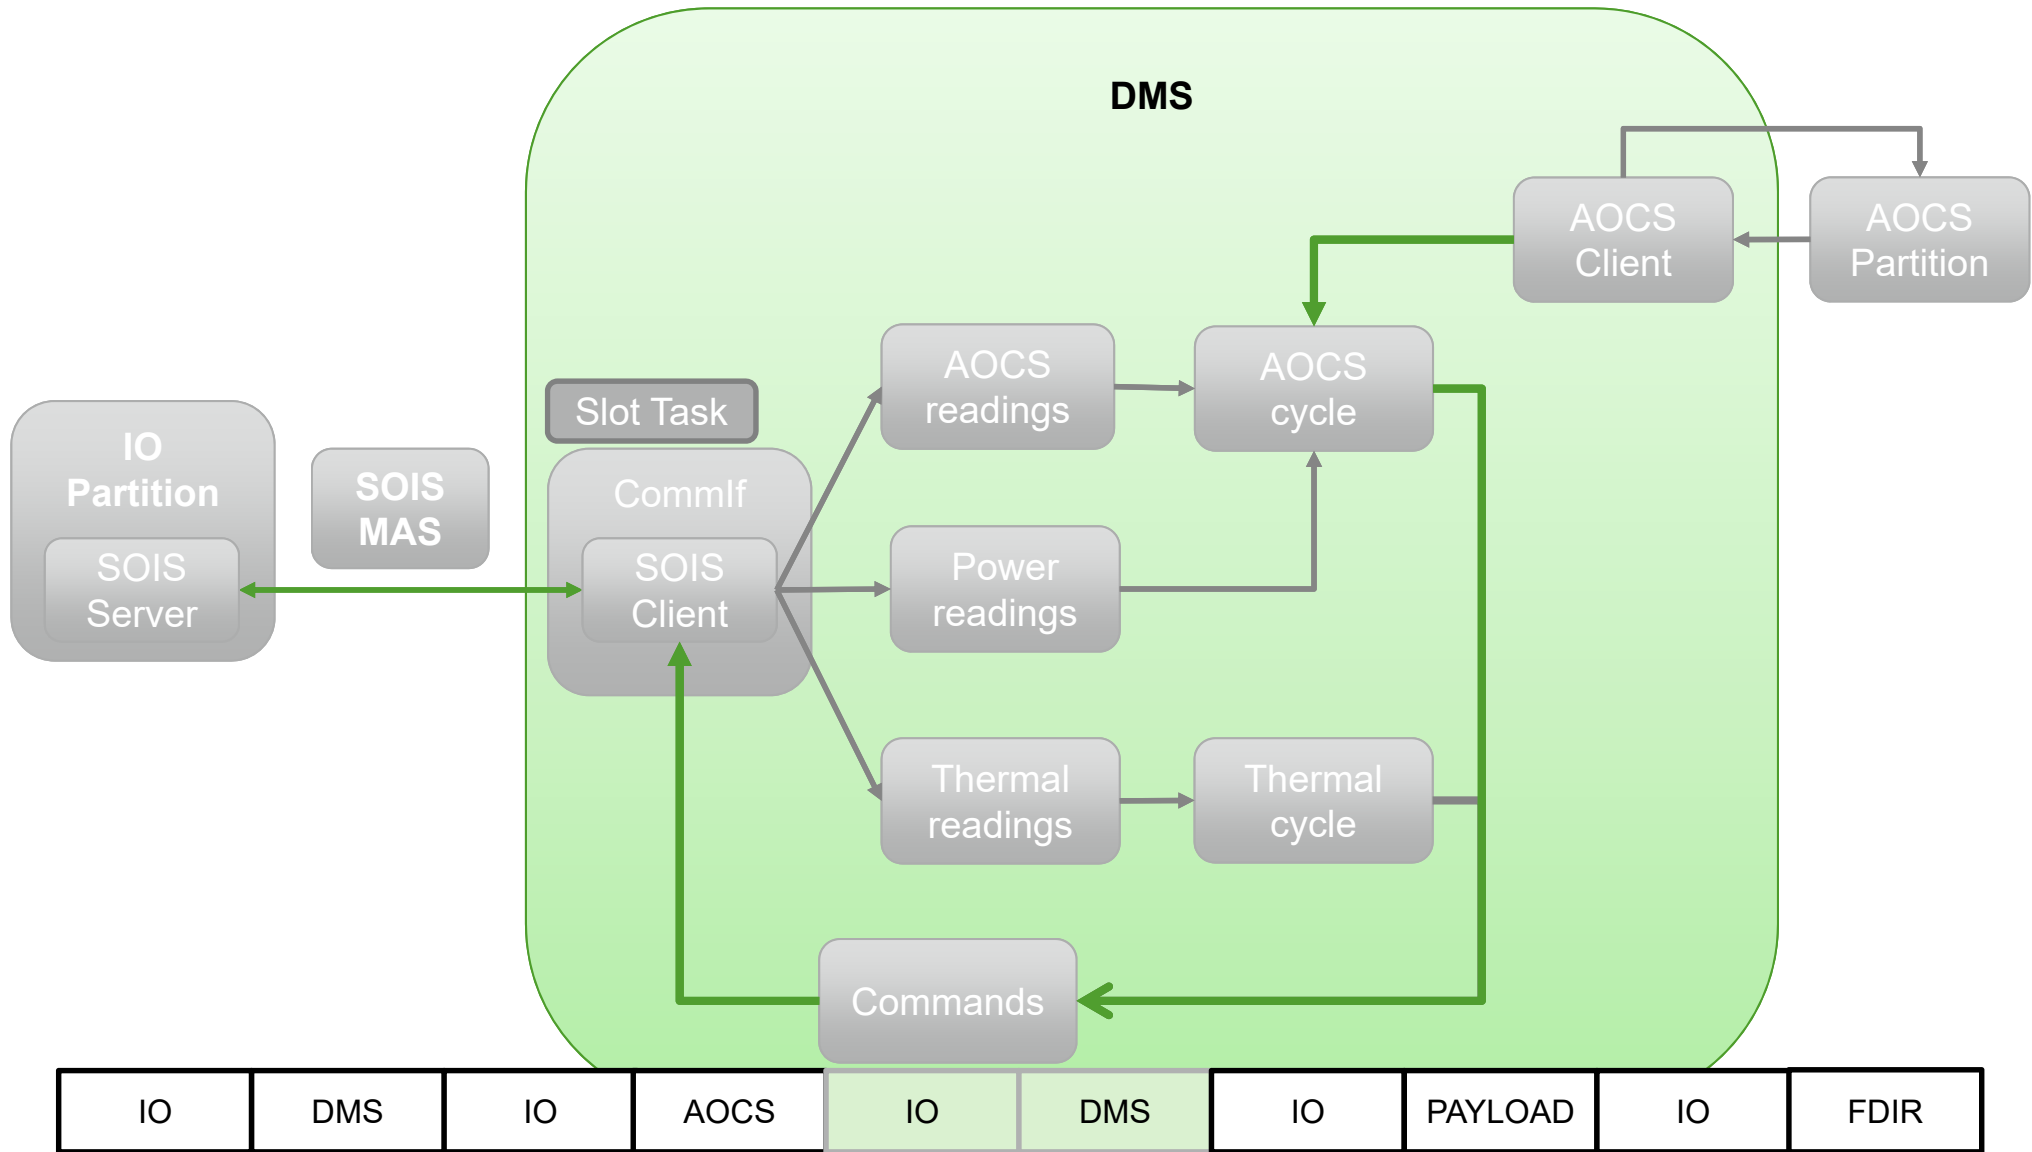 DMS
AOCS
Client
AOCS
Partition
AOCS
readings
AOCS
cycle
Slot Task
IO
Partition
SOIS
MAS
CommIf
SOIS
Server
SOIS
Client
Power
readings
Thermal
readings
Thermal
cycle
Commands
IO
DMS
IO
AOCS
IO
DMS
IO
PAYLOAD
IO
FDIR